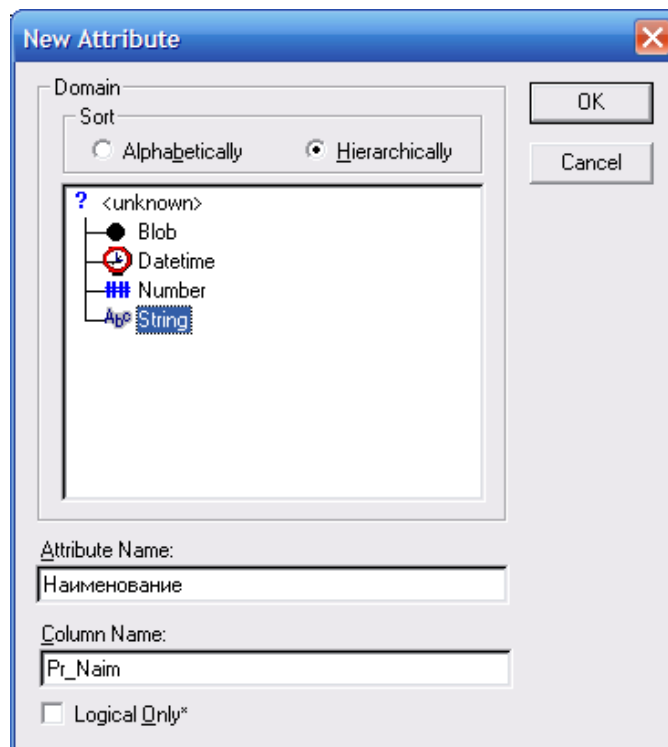 New Attribute
Domain
Sort
Alphabetically Hierarchically
OK
Cancel
? <unknown>
Blob
Datetime
Number
Abc String
Attribute Name:
Наименование
Column Name:
Pr_Naim
Logical Only*